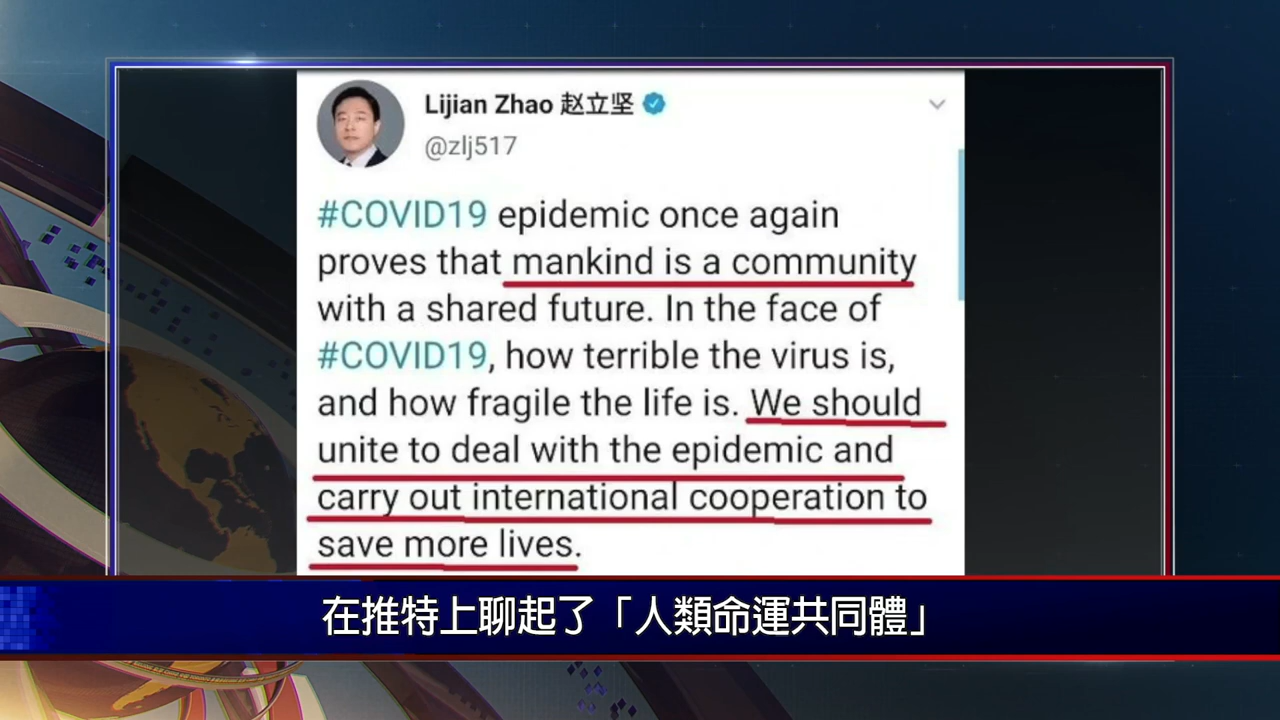 Lijian Zhao 赵立坚
@zlj517
#COVID19 epidemic once again
proves that mankind is a community
with a shared future. In the face of
#COVID19, how terrible the virus is,
and how fragile the life is. We should
unite to deal with the epidemic and
carry out international cooperation to
save more lives.
在推特上聊起了「人類命運共同體」